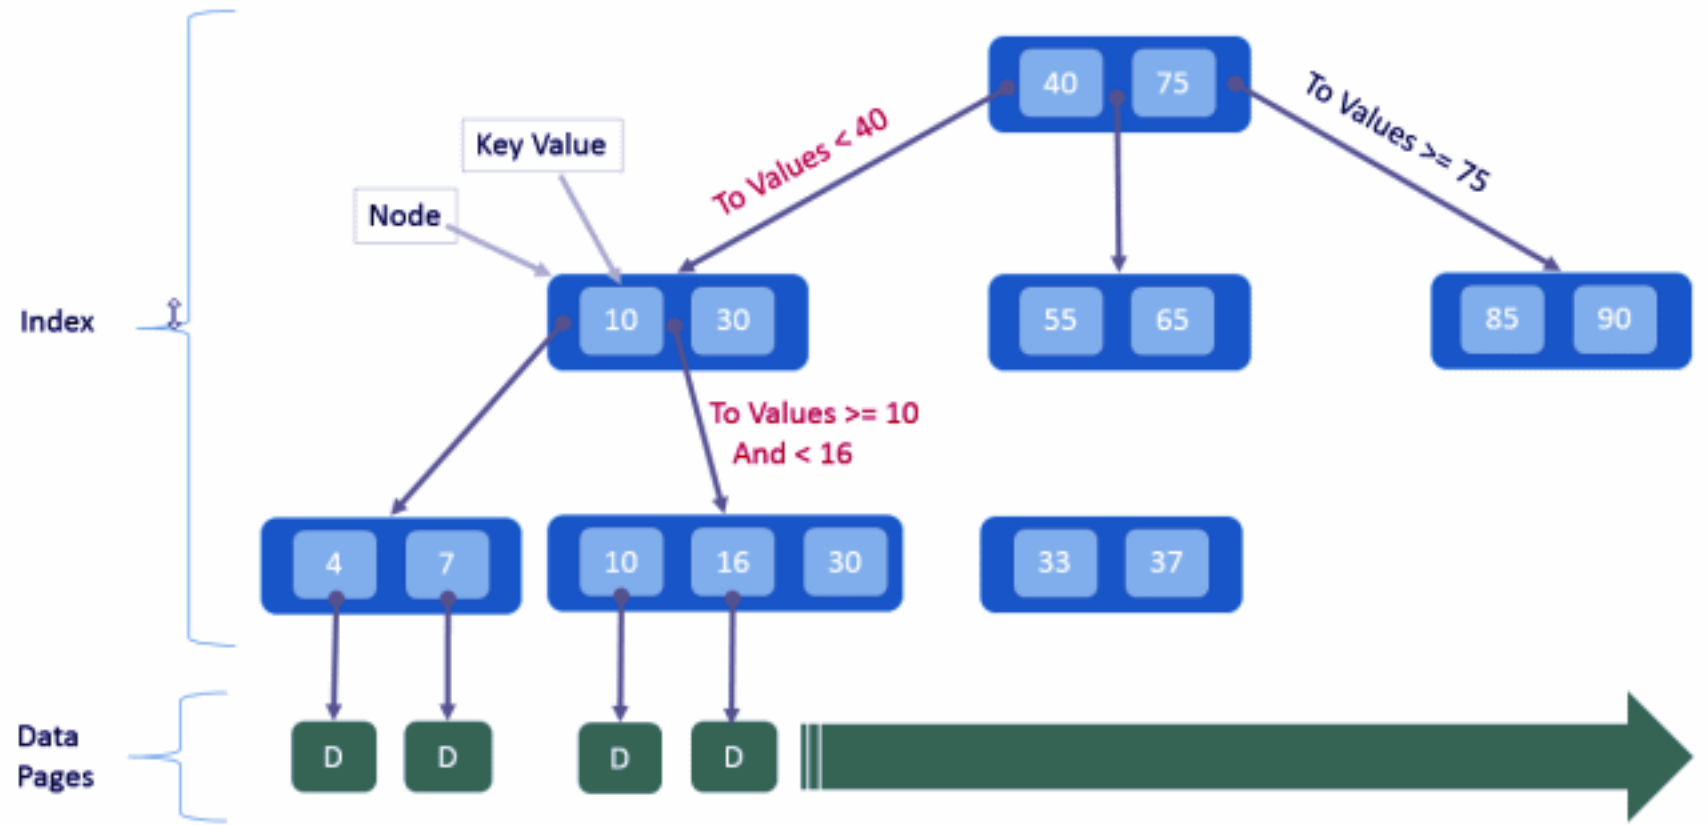 40 75
To Values < 40
To Values >= 75
Key Value
Node
Index
10 30
55 65
85 90
To Values >= 10
And < 16
4 7
10 16 30
33 37
Data
Pages
D D D D